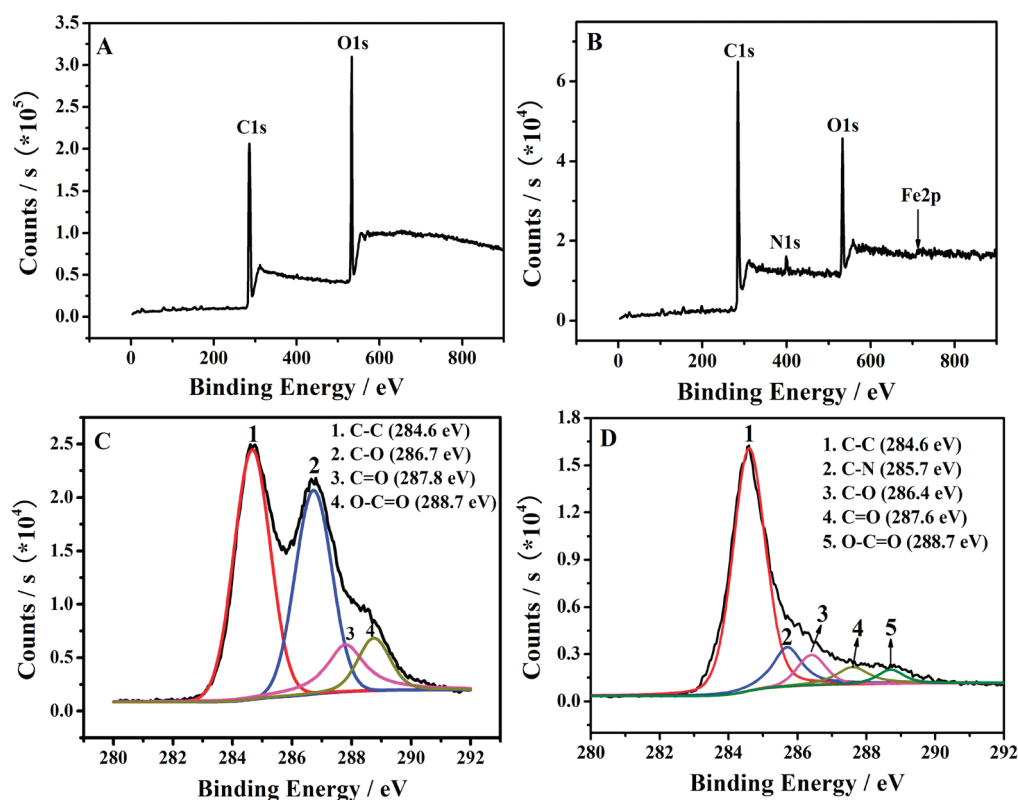 A
3.5
3.0
2.5
2.0
1.5
1.0
0.5
0.0
Counts / s (*10⁵)
C1s
O1s
0 200 400 600 800
Binding Energy / eV
B
6
4
2
0
Counts / s (*10⁴)
C1s
N1s
O1s
Fe2p
0 200 400 600 800
Binding Energy / eV
C
2.5
2.0
1.5
1.0
0.5
0.0
Counts / s (*10⁴)
1
2
3
4
1. C-C (284.6 eV)
2. C-O (286.7 eV)
3 C=O (287.8 eV)
4. O-C=O (288.7 eV)
280 282 284 286 288 290 292
Binding Energy / eV
D
1.8
1.5
1.2
0.9
0.6
0.3
0.0
Counts / s (*10⁴)
1
2
3
4
5
1. C-C (284.6 eV)
2. C-N (285.7 eV)
3. C-O (286.4 eV)
4. C=O (287.6 eV)
5. O-C=O (288.7 eV)
280 282 284 286 288 290 292
Binding Energy / eV